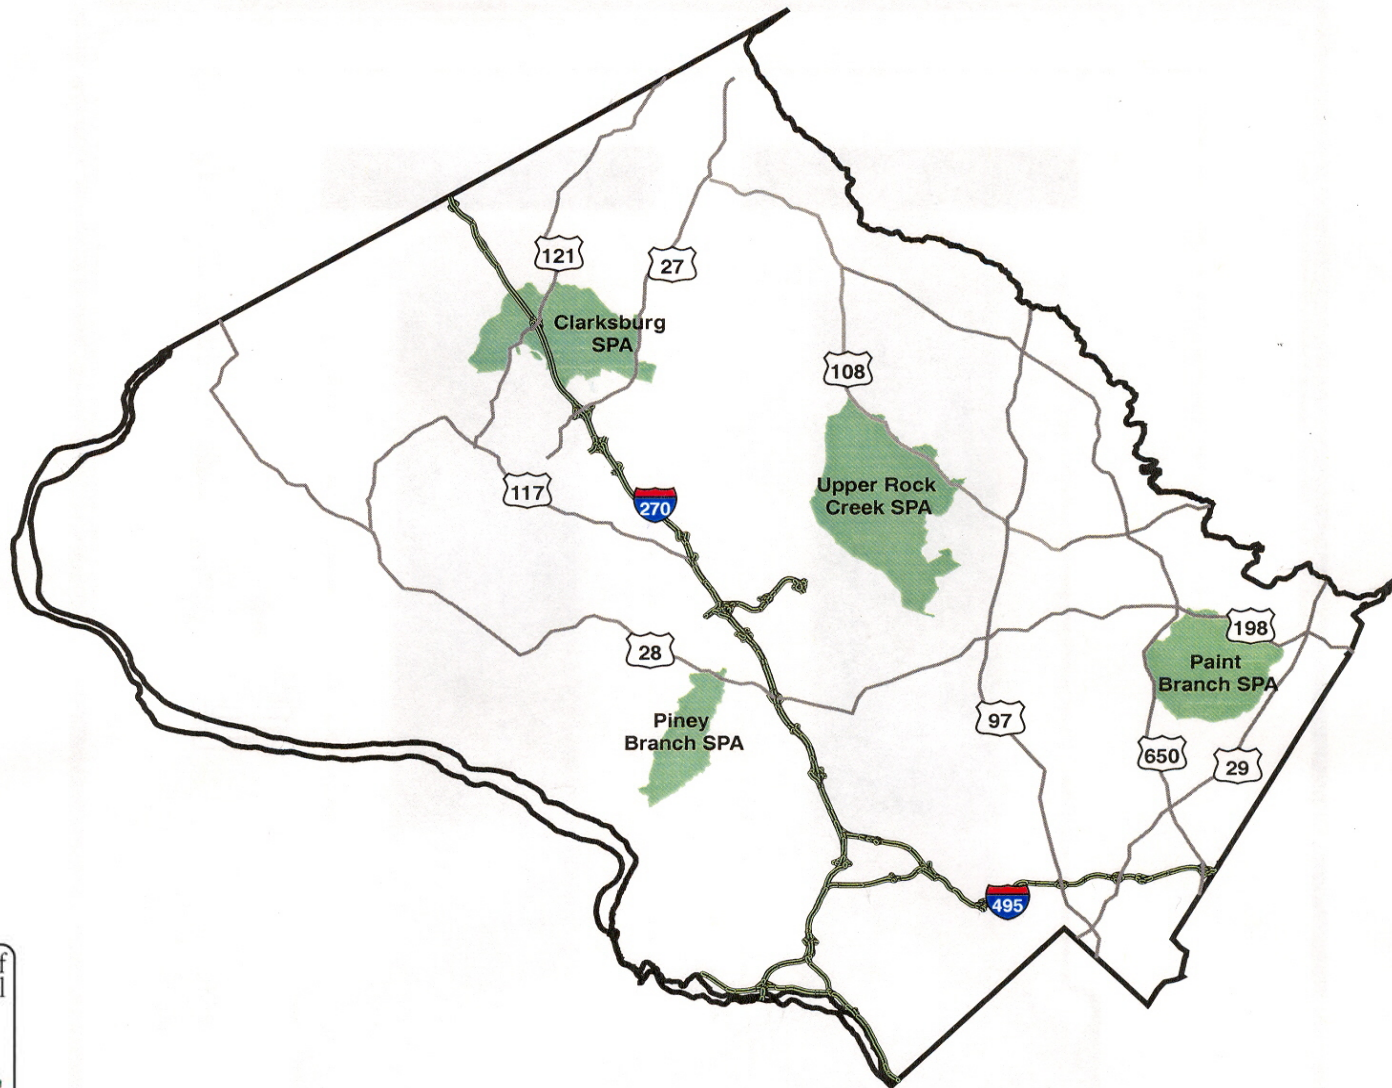 121
27
Clarksburg
SPA
108
117
270
Upper Rock
Creek SPA
28
198
Paint
Branch SPA
Piney
Branch SPA
97
650
29
495
f
l